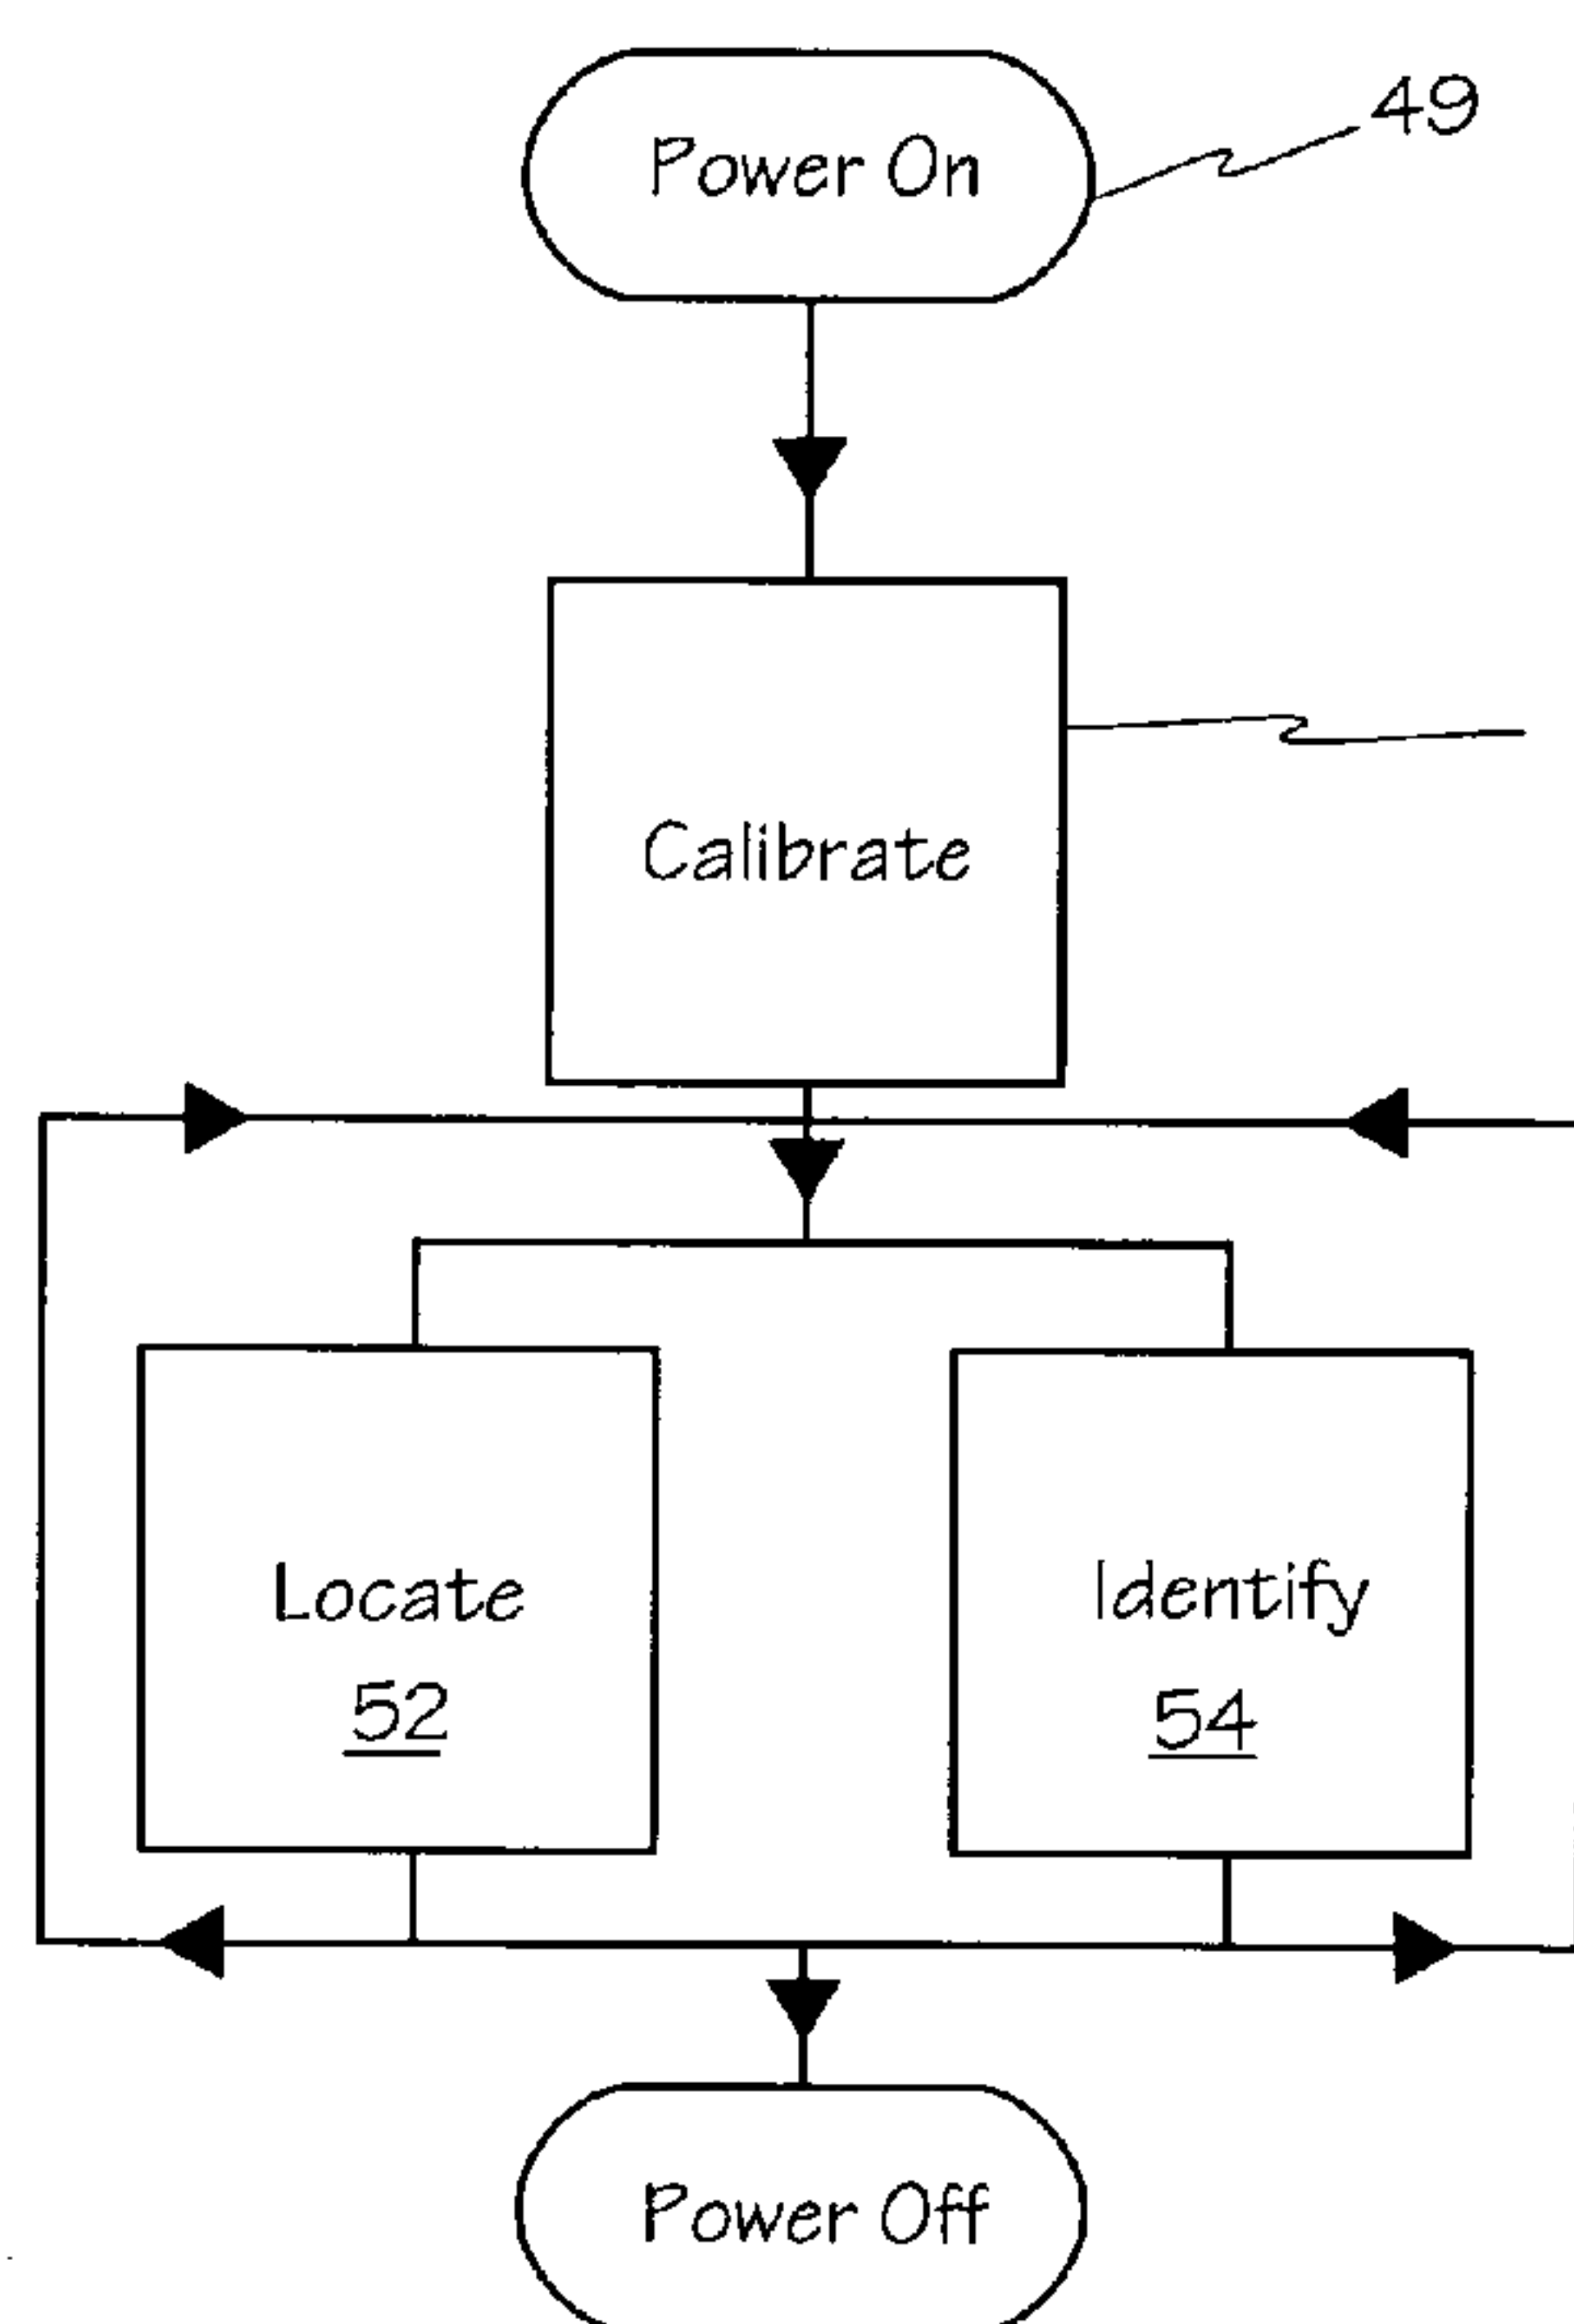 Power On
49
Calibrate
Locate
52
Identify
54
Power Off